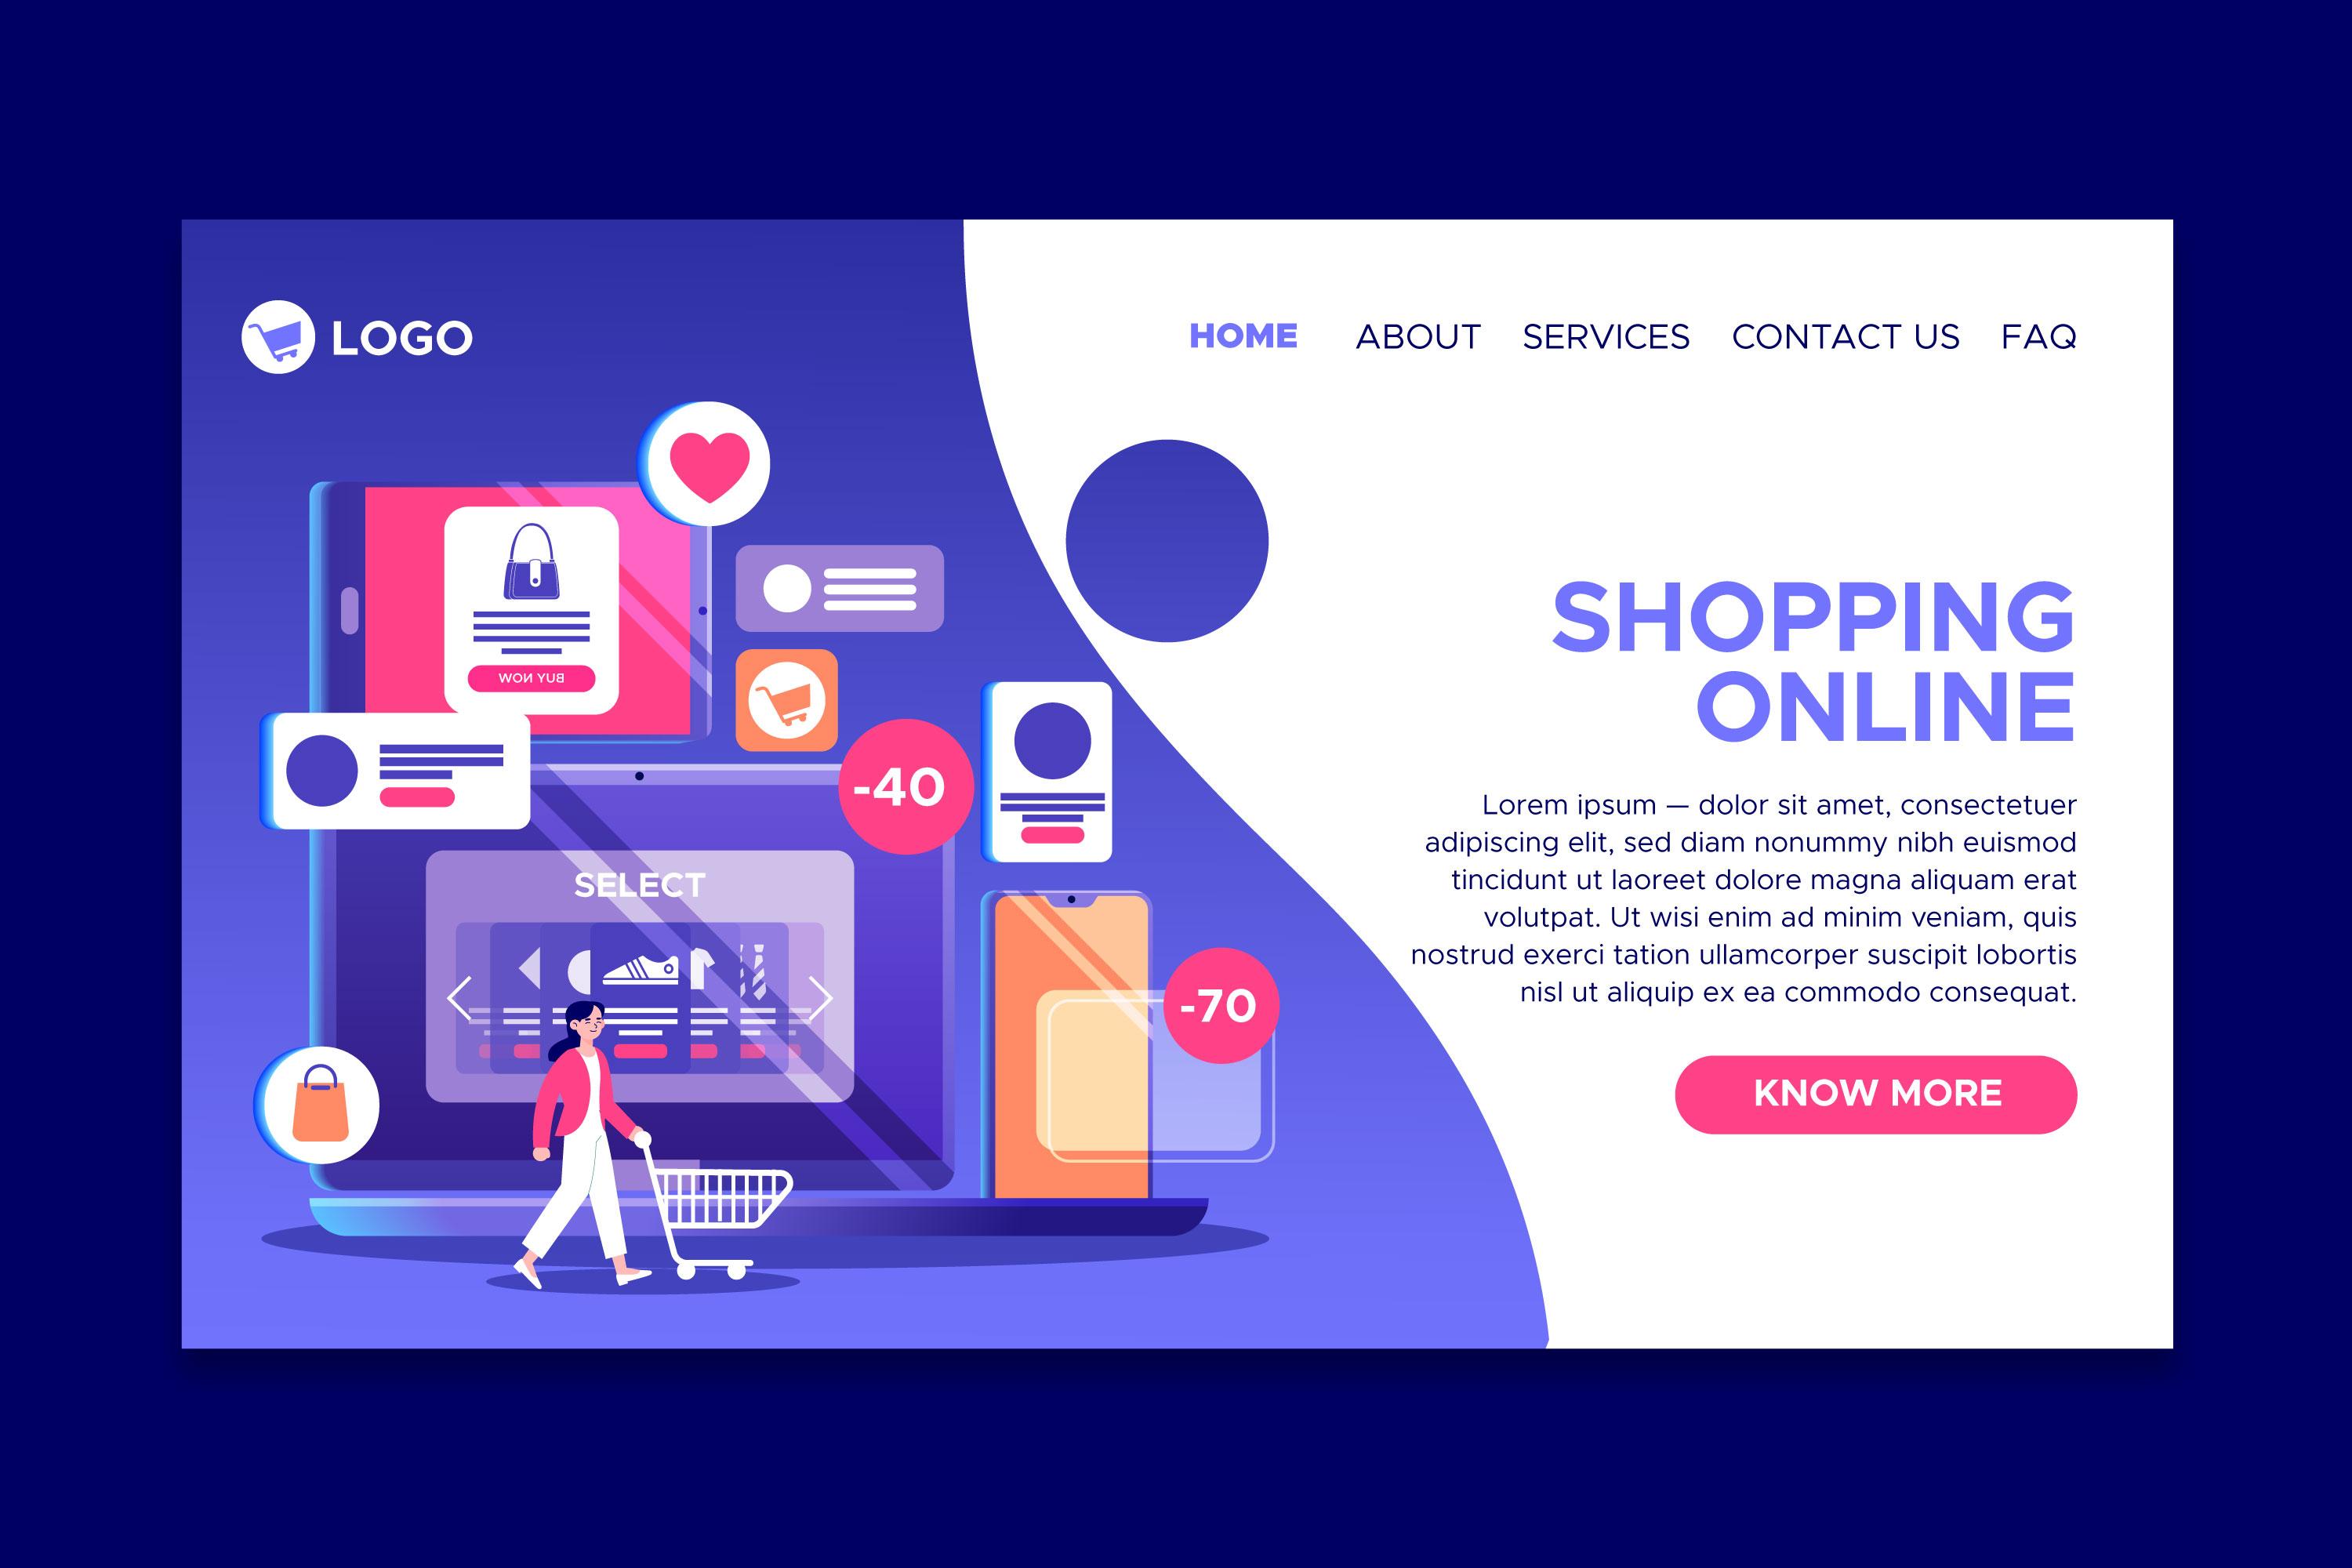 LOGO
HOME ABOUT SERVICES CONTACT US FAQ
BUY NOW
-40
SELECT
-70
SHOPPING
ONLINE
Lorem ipsum — dolor sit amet, consectetuer
adipiscing elit, sed diam nonummy nibh euismod
tincidunt ut laoreet dolore magna aliquam erat
volutpat. Ut wisi enim ad minim veniam, quis
nostrud exerci tation ullamcorper suscipit lobortis
nisl ut aliquip ex ea commodo consequat.
KNOW MORE